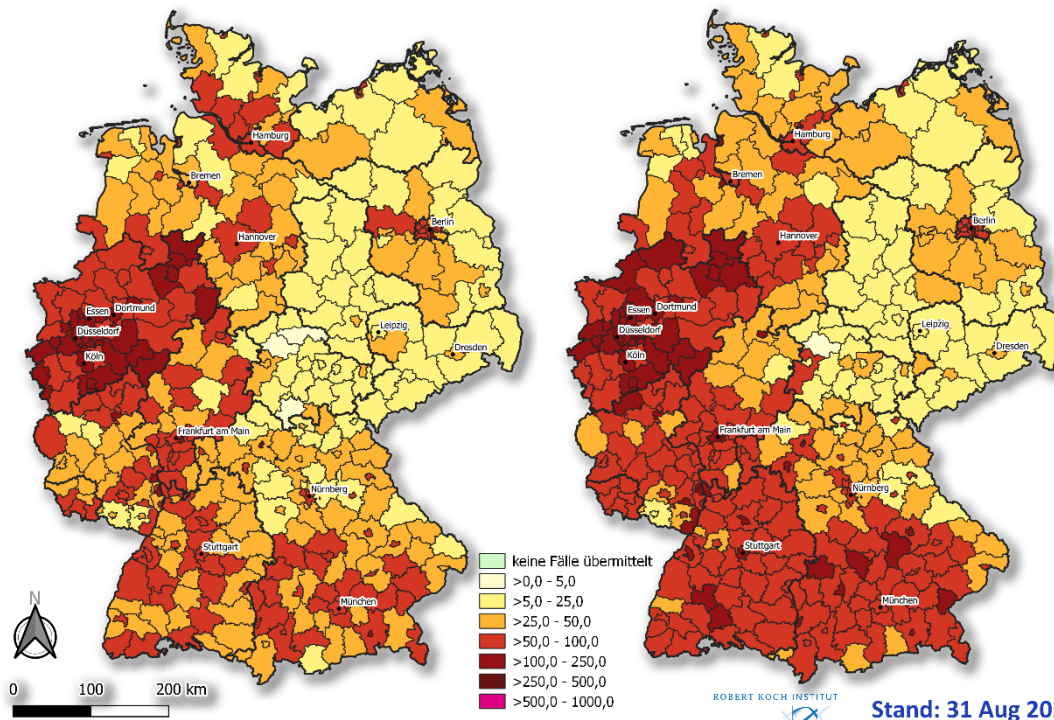 Hamburg
Bremen
Berlin
Hannover
Essen
Dortmund
Düsseldorf
Leipzig
Köln
Dresden
Frankfurt am Main
Nürnberg
Stuttgart
München
Hamburg
Bremen
Berlin
Hannover
Essen
Dortmund
Düsseldorf
Leipzig
Köln
Dresden
Frankfurt am Main
Nürnberg
Stuttgart
München
keine Fälle übermittelt
>0,0 - 5,0
>5,0 - 25,0
>25,0 - 50,0
>50,0 - 100,0
>100,0 - 250,0
>250,0 - 500,0
>500,0 - 1000,0
N
0 100 200 km
ROBERT KOCH INSTITUT
Stand: 31 Aug 20